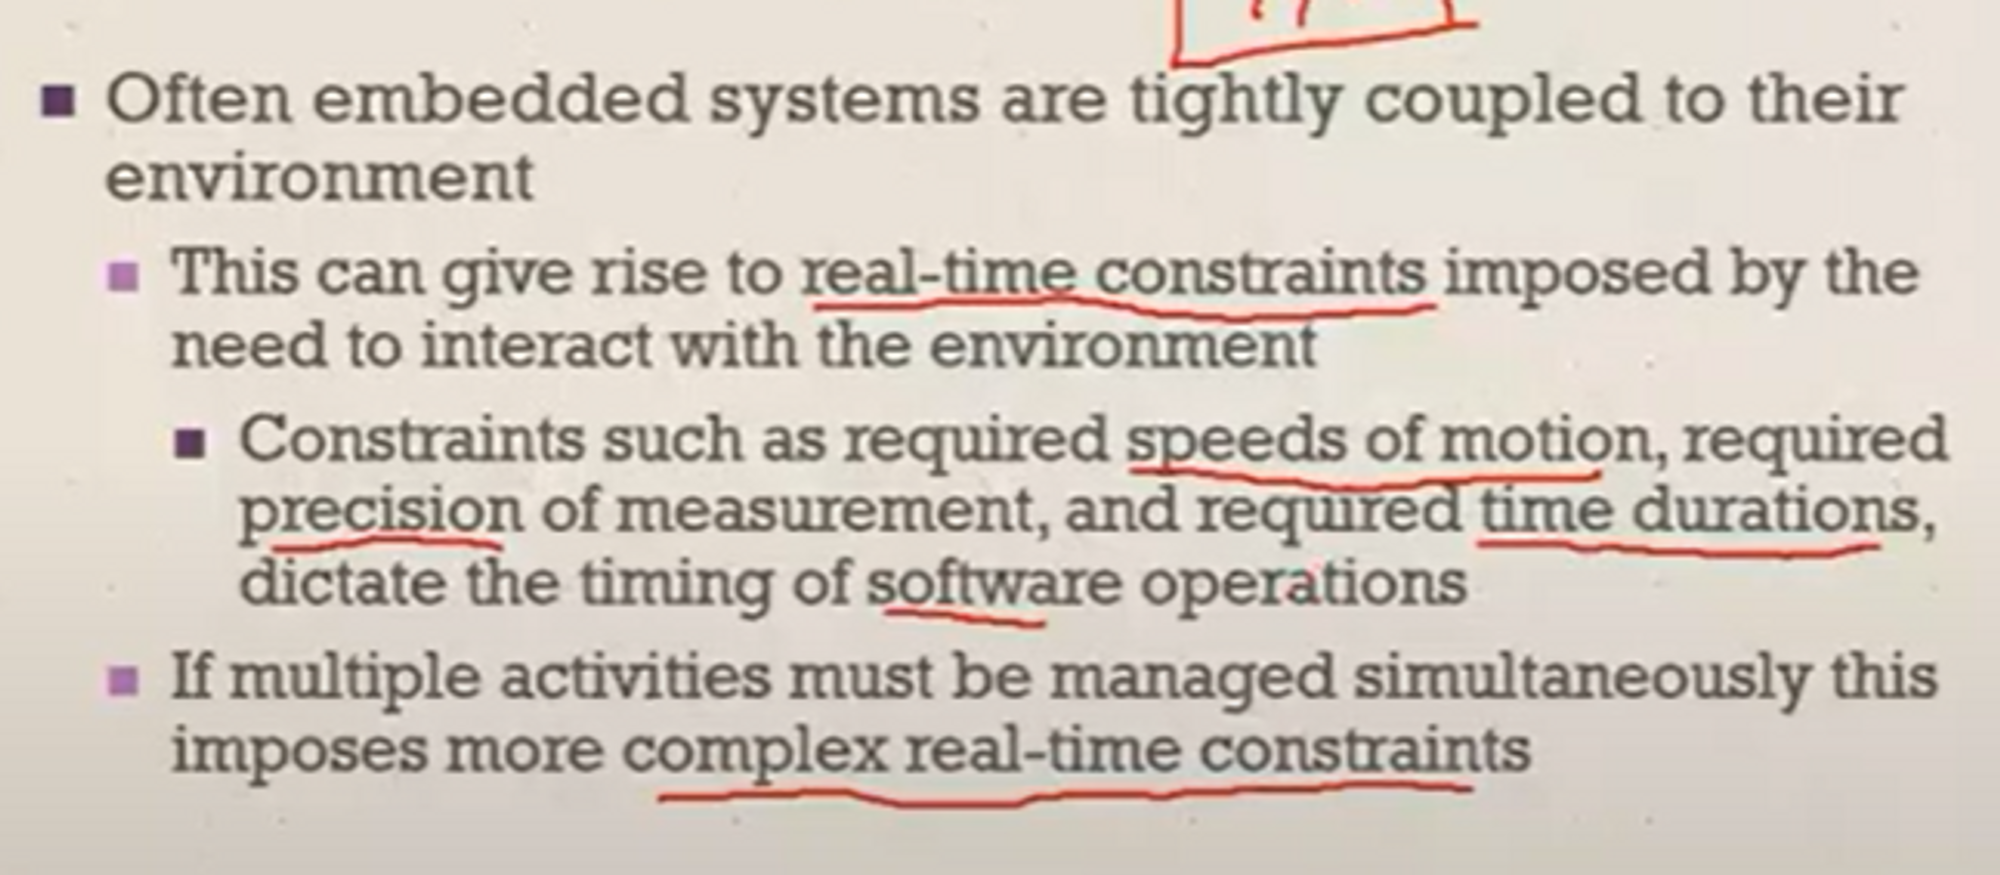 Often embedded systems are tightly coupled to their
environment
This can give rise to real-time constraints imposed by the
need to interact with the environment
Constraints such as required speeds of motion, required
precision of measurement, and required time durations,
dictate the timing of software operations
If multiple activities must be managed simultaneously this
imposes more complex real-time constraints